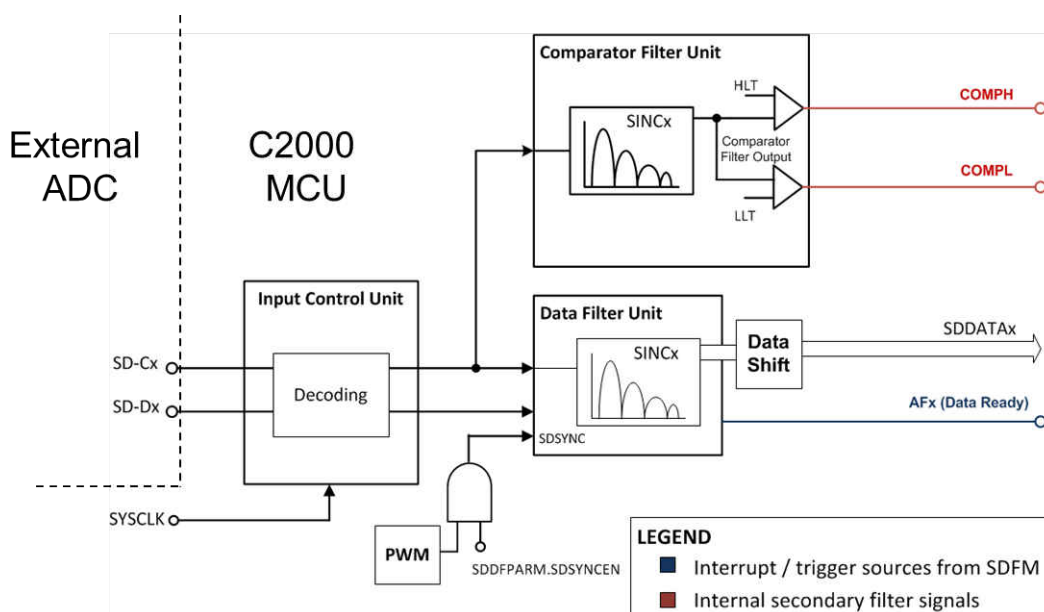 External
ADC
C2000
MCU
Comparator Filter Unit
HLT
SINCx
COMPH
Comparator
Filter Output
COMPL
LLT
Input Control Unit
Data Filter Unit
SD-Cx
Decoding
SINCx
Data
Shift
SDDATAx
SD-Dx
AFx (Data Ready)
SDSYNC
SYSCLK
PWM
SDDFPARM.SDSYNCEN
LEGEND
Interrupt / trigger sources from SDFM
Internal secondary filter signals